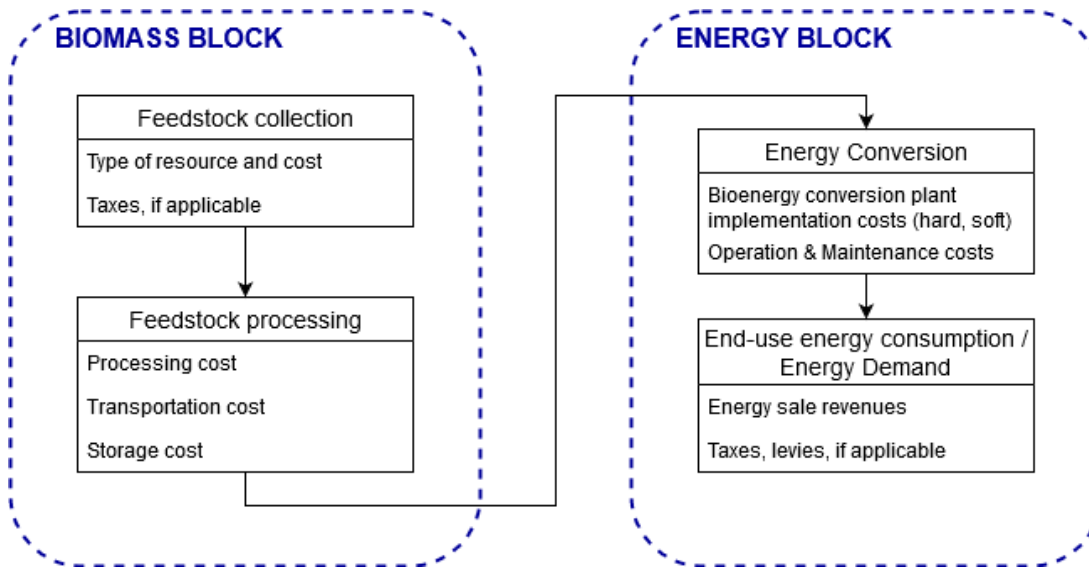 BIOMASS BLOCK
Feedstock collection
Type of resource and cost
Taxes, if applicable
Feedstock processing
Processing cost
Transportation cost
Storage cost
ENERGY BLOCK
Energy Conversion
Bioenergy conversion plant
implementation costs (hard, soft)
Operation & Maintenance costs
End-use energy consumption /
Energy Demand
Energy sale revenues
Taxes, levies, if applicable